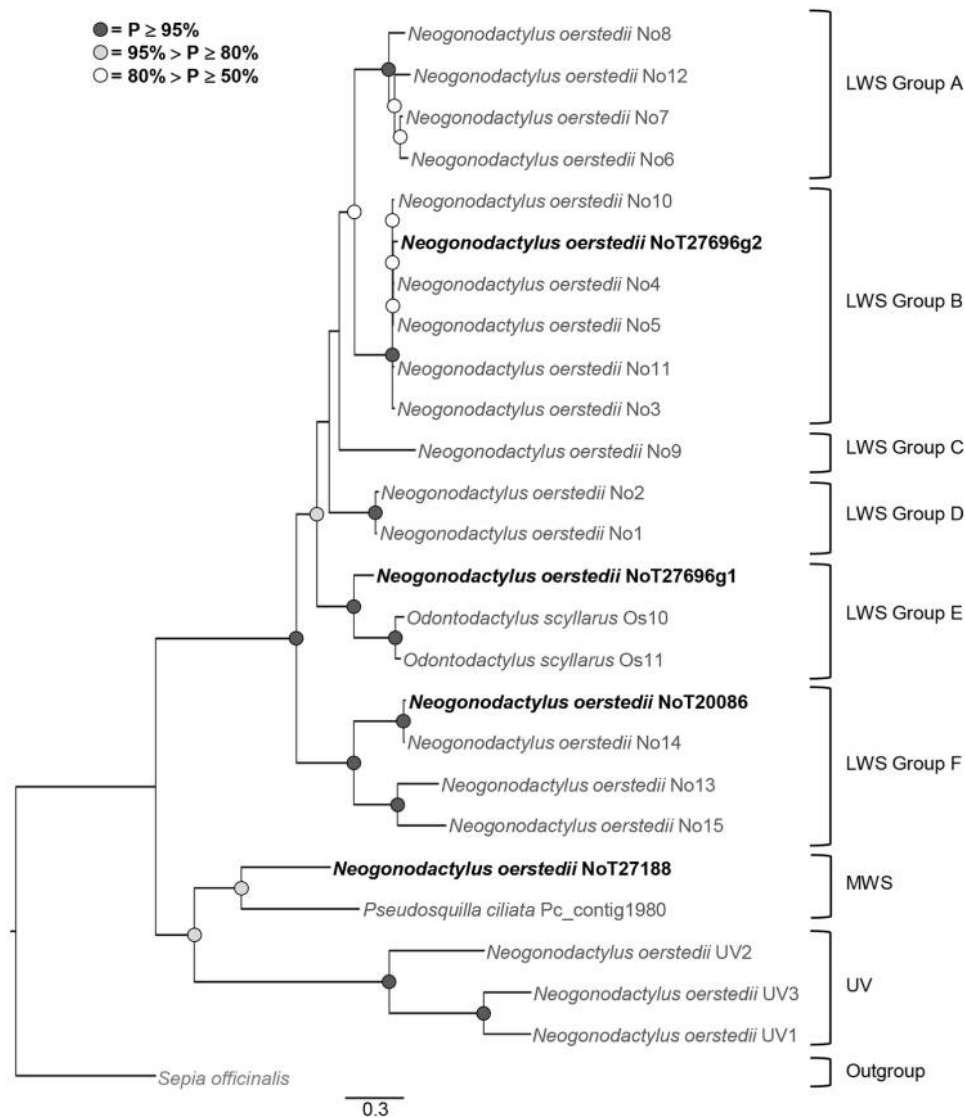 = P ≥ 95%
= 95% > P ≥ 80%
= 80% > P ≥ 50%
Neogonodactylus oerstedii No8
Neogonodactylus oerstedii No12
Neogonodactylus oerstedii No7
Neogonodactylus oerstedii No6
LWS Group A
Neogonodactylus oerstedii No10
Neogonodactylus oerstedii NoT27696g2
Neogonodactylus oerstedii No4
Neogonodactylus oerstedii No5
Neogonodactylus oerstedii No11
Neogonodactylus oerstedii No3
LWS Group B
Neogonodactylus oerstedii No9
LWS Group C
Neogonodactylus oerstedii No2
Neogonodactylus oerstedii No1
LWS Group D
Neogonodactylus oerstedii NoT27696g1
Odontodactylus scyllarus Os10
Odontodactylus scyllarus Os11
LWS Group E
Neogonodactylus oerstedii NoT20086
Neogonodactylus oerstedii No14
Neogonodactylus oerstedii No13
Neogonodactylus oerstedii No15
LWS Group F
Neogonodactylus oerstedii NoT27188
Pseudosquilla ciliata Pc_contig1980
MWS
Neogonodactylus oerstedii UV2
Neogonodactylus oerstedii UV3
Neogonodactylus oerstedii UV1
UV
Sepia officinalis
Outgroup
0.3